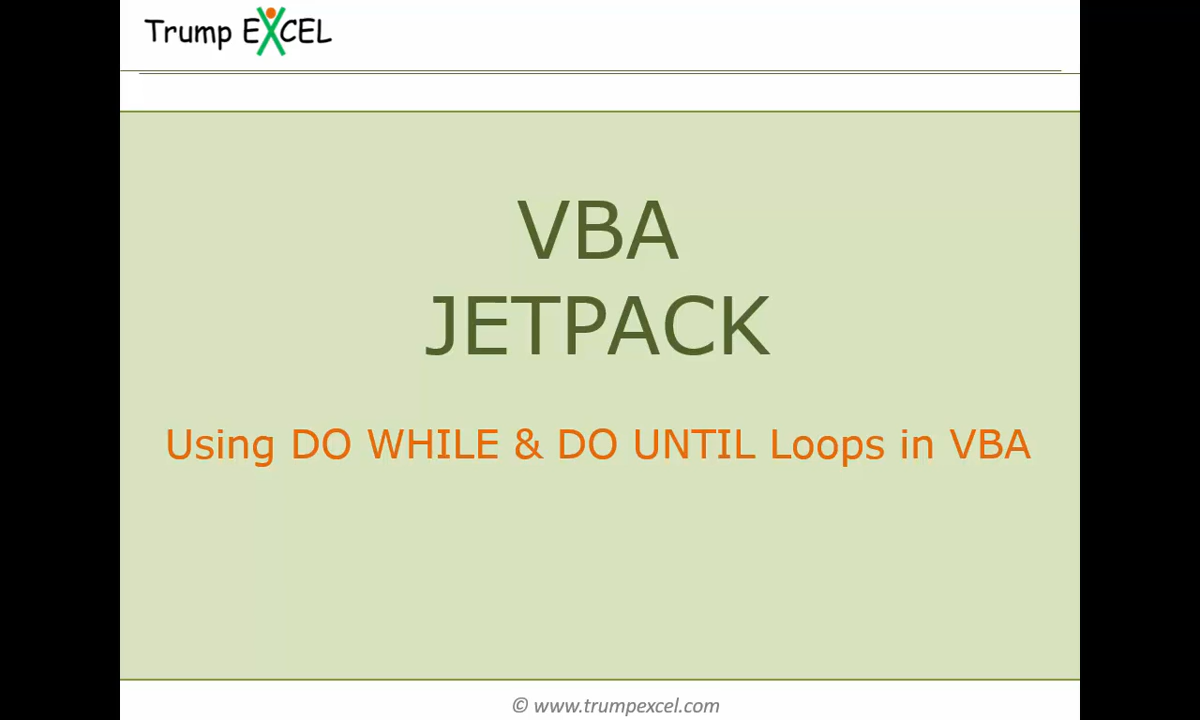 Trump EXCEL
VBA
JETPACK
Using DO WHILE & DO UNTIL Loops in VBA
© www.trumpexcel.com